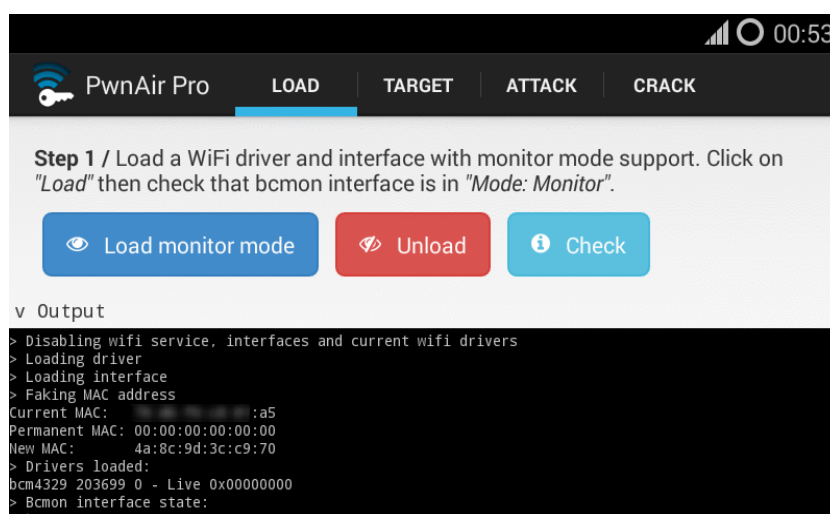 00:53
PwnAir Pro LOAD TARGET ATTACK CRACK
Step 1 / Load a WiFi driver and interface with monitor mode support. Click on
"Load" then check that bcmon interface is in "Mode: Monitor".
Load monitor mode Unload Check
v Output
> Disabling wifi service, interfaces and current wifi drivers
> Loading driver
> Loading interface
> Faking MAC address
Current MAC: :a5
Permanent MAC: 00:00:00:00:00:00
New MAC: 4a:8c:9d:3c:c9:70
> Drivers loaded:
bcm4329 203699 0 - Live 0x00000000
> Bcmon interface state: